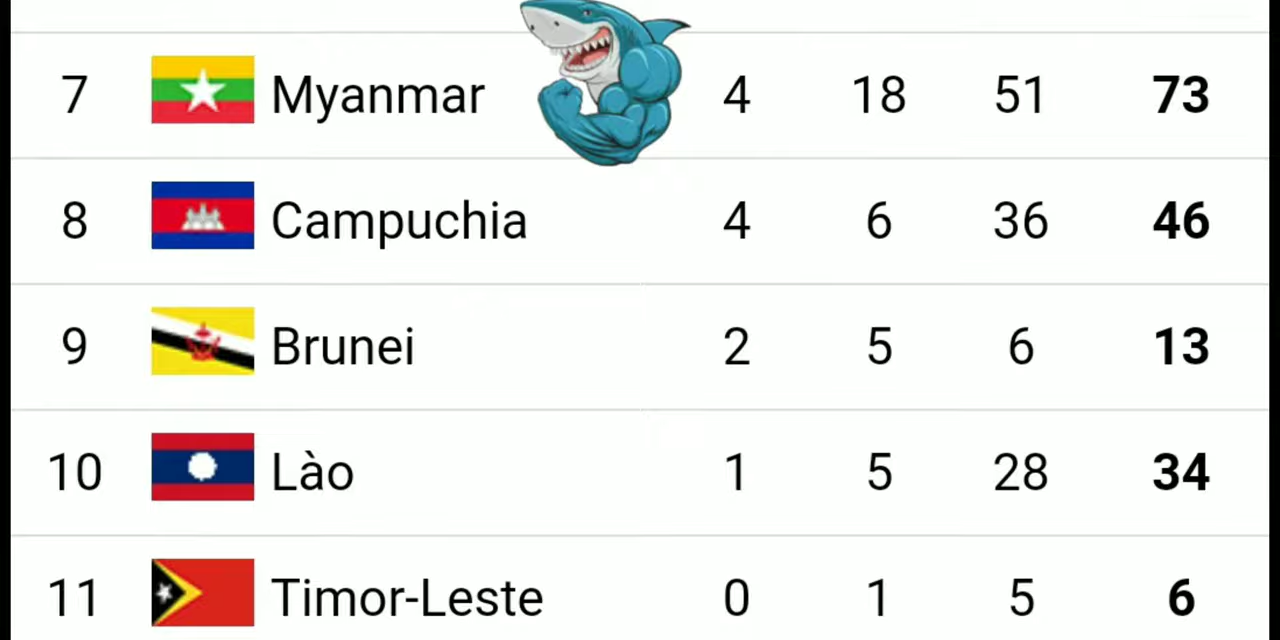 7 Myanmar 4 18 51 73
8 Campuchia 4 6 36 46
9 Brunei 2 5 6 13
10 Lào 1 5 28 34
11 Timor-Leste 0 1 5 6